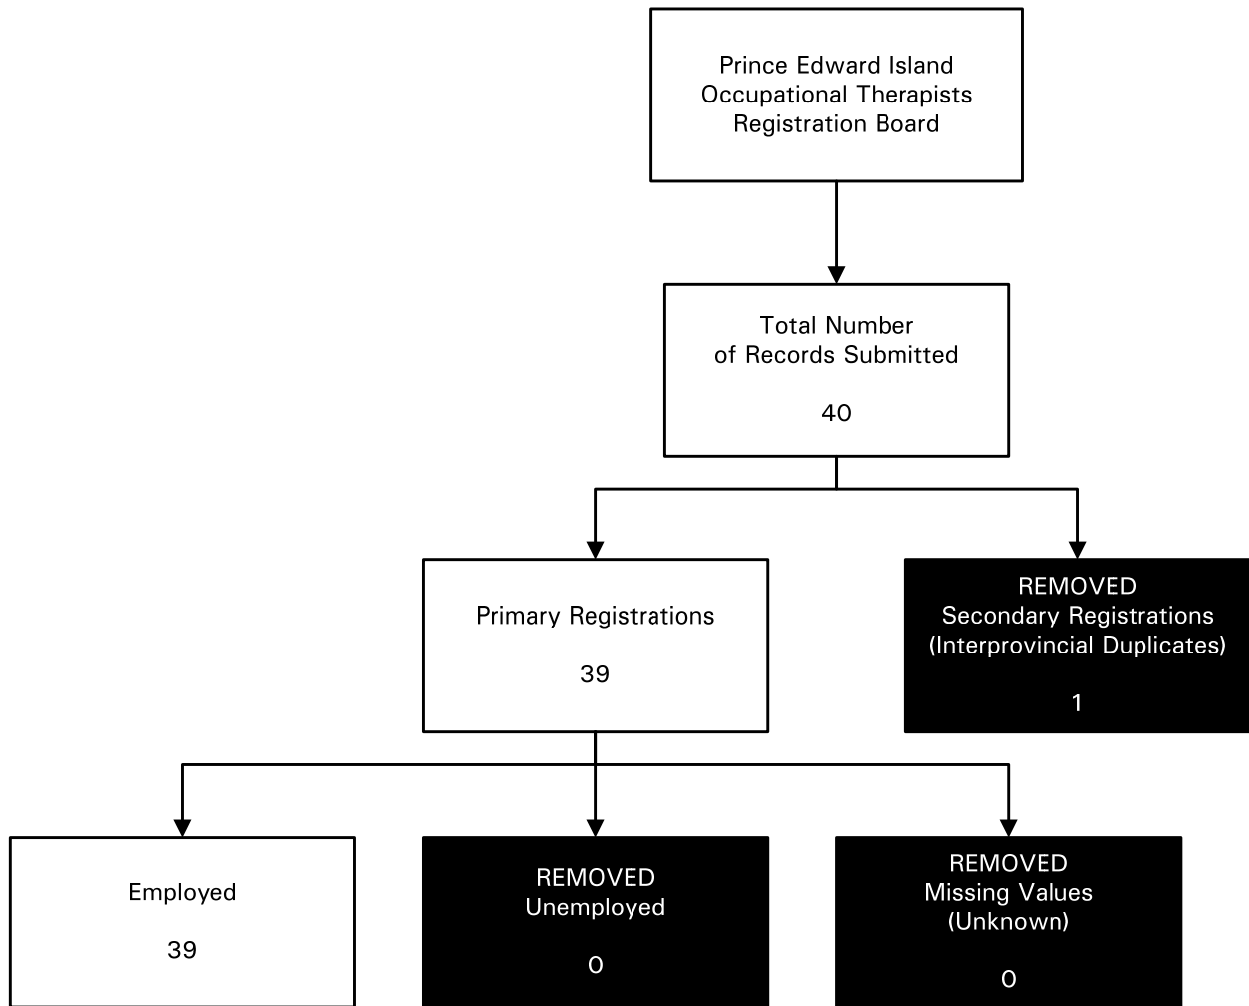 Prince Edward Island
Occupational Therapists
Registration Board
Total Number
of Records Submitted
40
Primary Registrations
39
REMOVED
Secondary Registrations
(Interprovincial Duplicates)
1
Employed
39
REMOVED
Unemployed
0
REMOVED
Missing Values
(Unknown)
0